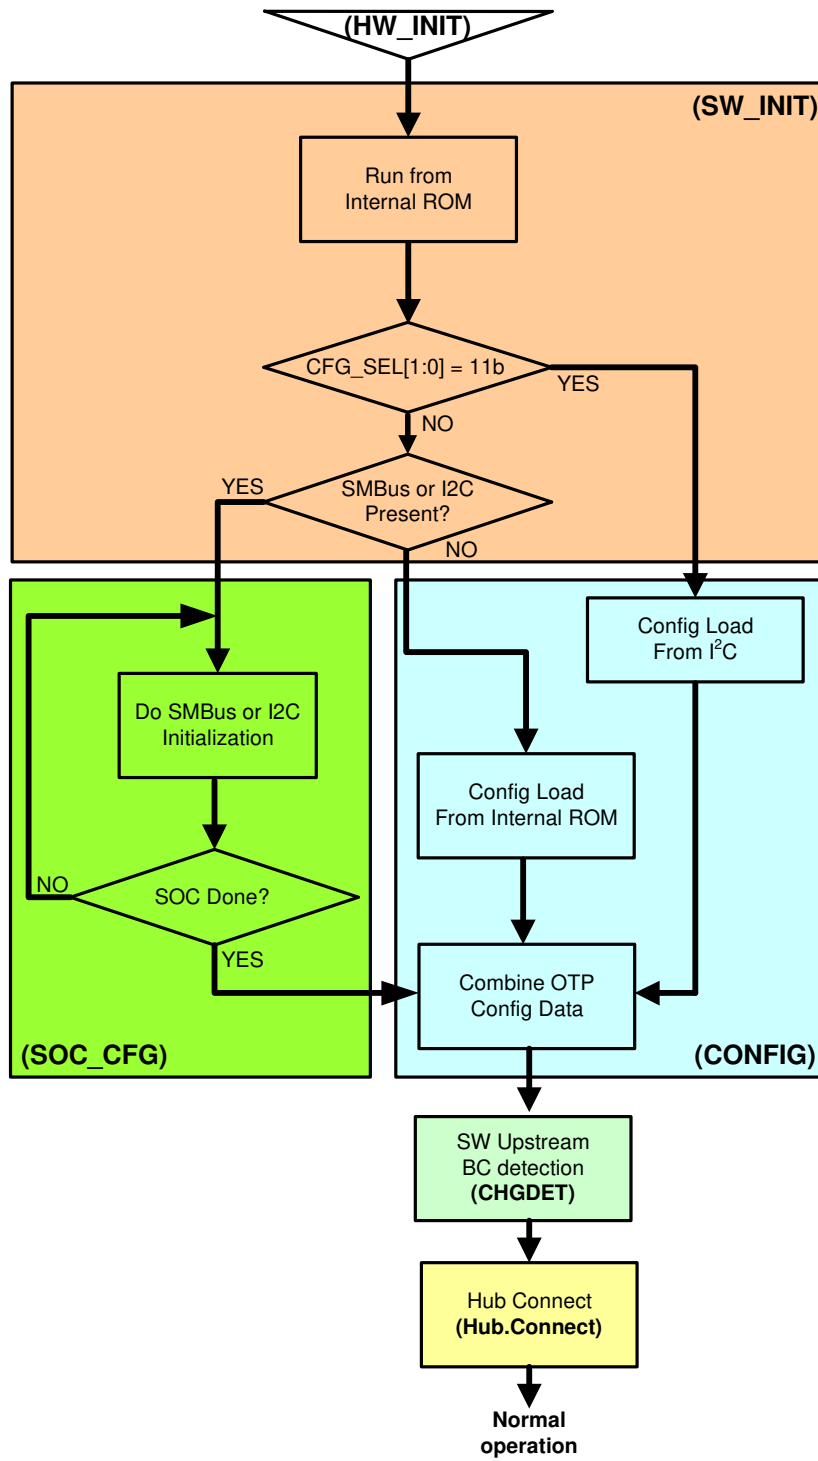 (HW_INIT)
(SW_INIT)
Run from
Internal ROM
CFG_SEL[1:0] = 11b
YES
NO
SMBus or I2C
Present?
YES
NO
Config Load
From I²C
Do SMBus or I2C
Initialization
Config Load
From Internal ROM
SOC Done?
NO
YES
Combine OTP
Config Data
(SOC_CFG)
(CONFIG)
SW Upstream
BC detection
(CHGDET)
Hub Connect
(Hub.Connect)
Normal
operation